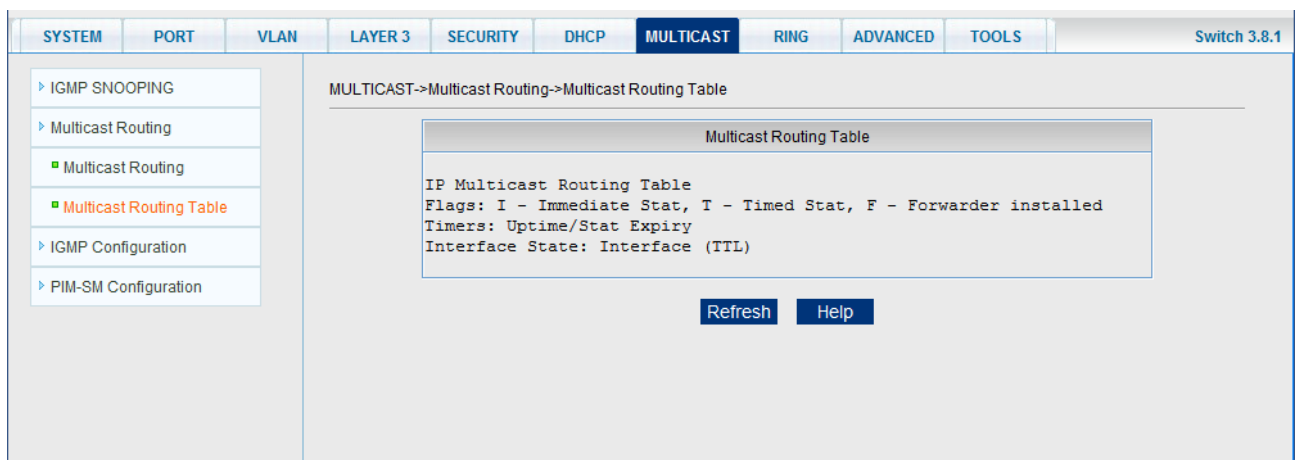 SYSTEM PORT VLAN LAYER 3 SECURITY DHCP MULTICAST RING ADVANCED TOOLS Switch 3.8.1
IGMP SNOOPING
Multicast Routing
Multicast Routing
Multicast Routing Table
IGMP Configuration
PIM-SM Configuration
MULTICAST->Multicast Routing->Multicast Routing Table
Multicast Routing Table
IP Multicast Routing Table
Flags: I - Immediate Stat, T - Timed Stat, F - Forwarder installed
Timers: Uptime/Stat Expiry
Interface State: Interface (TTL)
Refresh Help